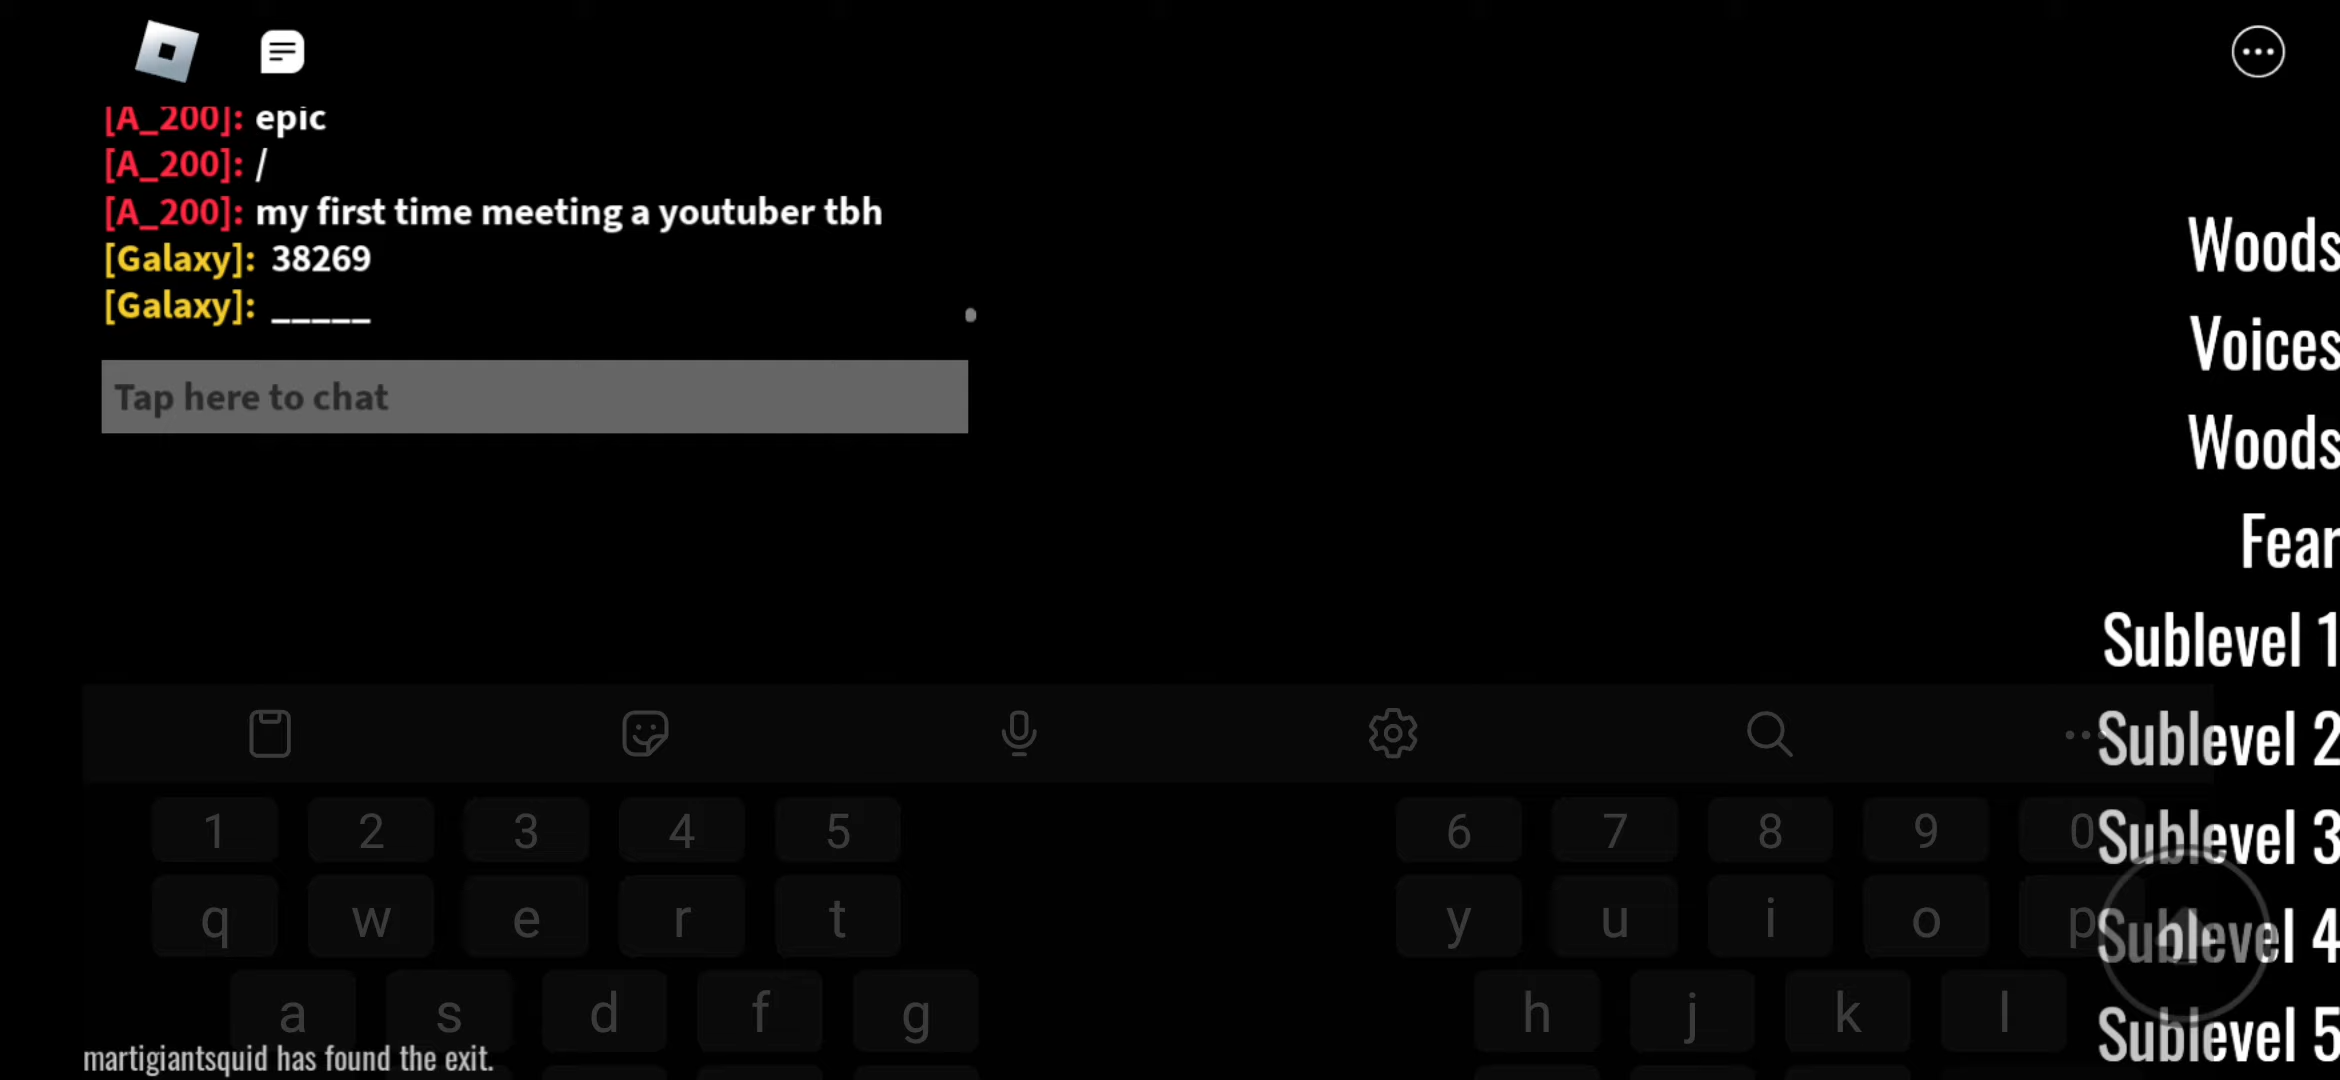 [A_200]: epic
[A_200]: /
[A_200]: my first time meeting a youtuber tbh
[Galaxy]: 38269
[Galaxy]: _____
Tap here to chat
Woods
Voices
Woods
Fear
Sublevel 1
Sublevel 2
Sublevel 3
Sublevel 4
Sublevel 5
1 2 3 4 5 6 7 8 9 0
q w e r t y u i o p
a s d f g h j k l
martigiantsquid has found the exit.